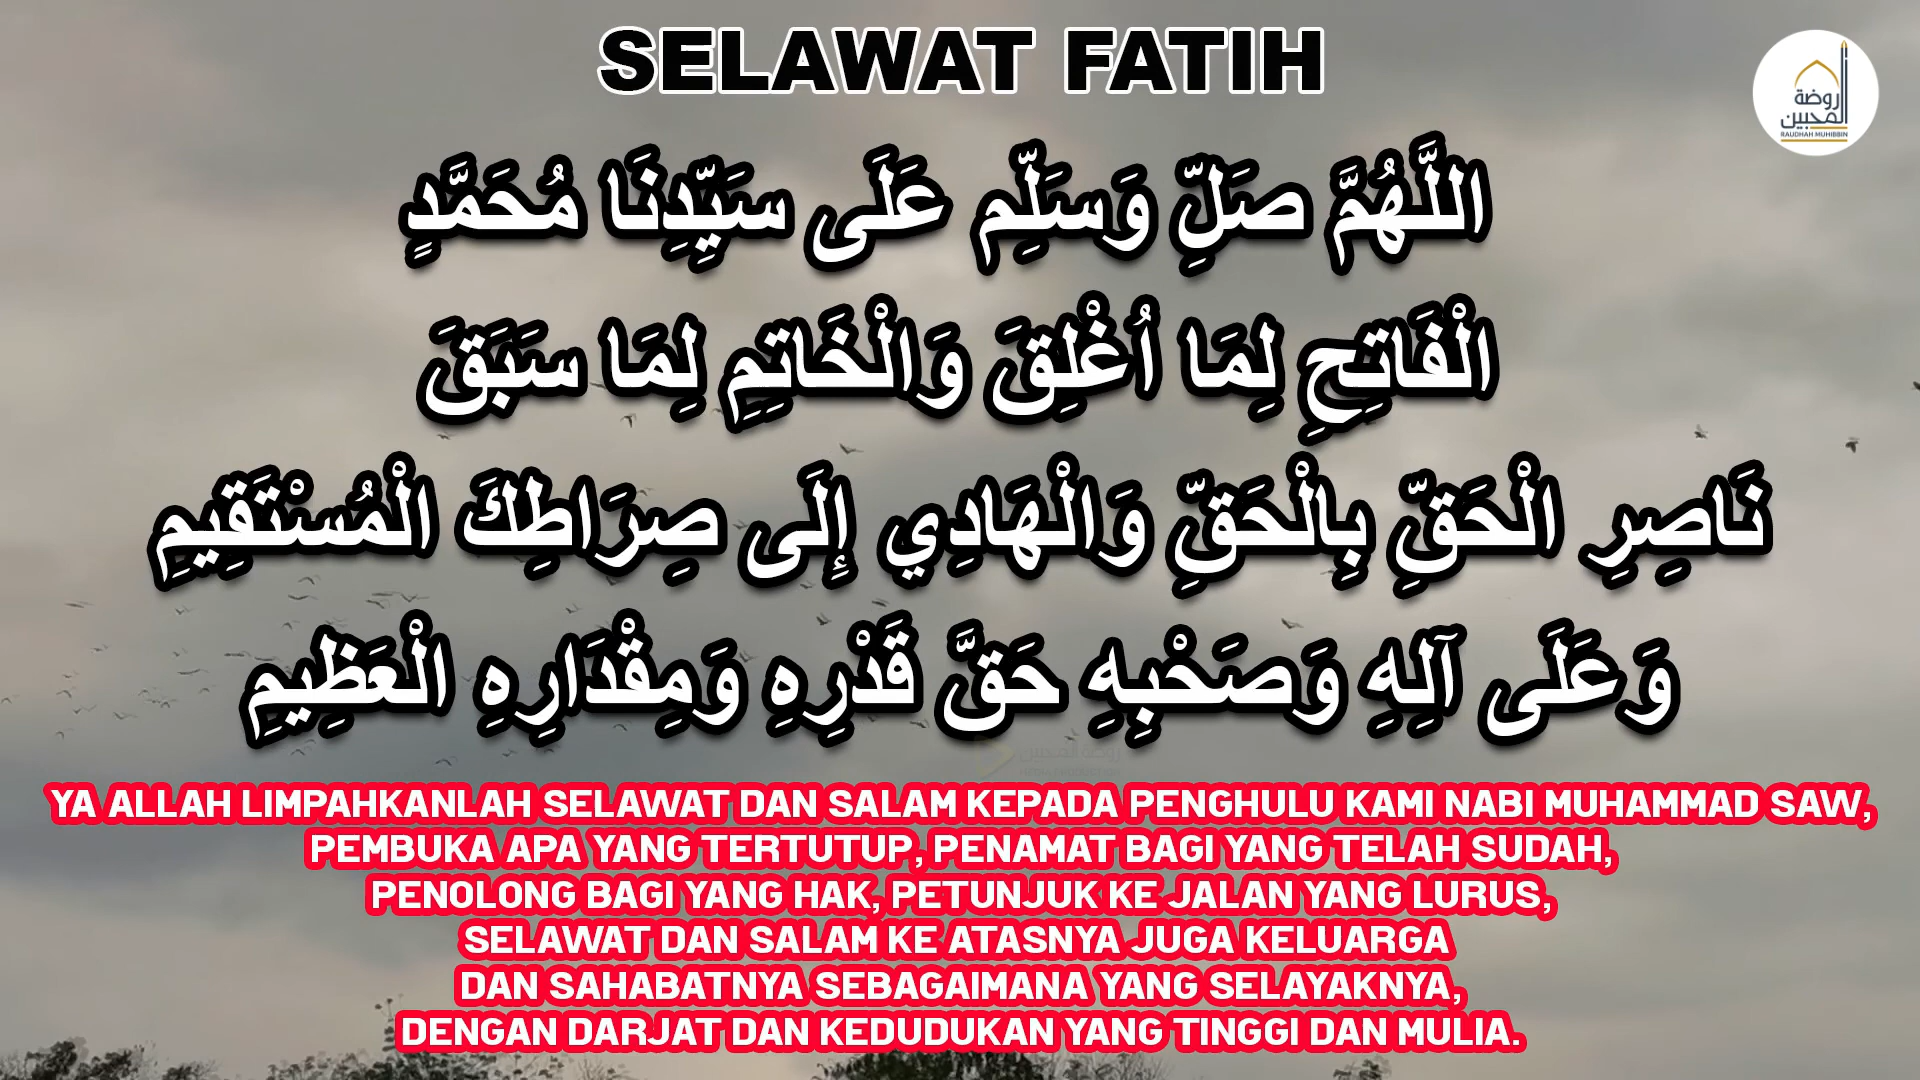 SELAWAT FATIH
روضة
المحبين
RAUDHAH MUHIBBIN
اللَّهُمَّ صَلِّ وَسَلِّم عَلَى سَيِّدِنَا مُحَمَّدٍ
الْفَاتِحِ لِمَا اُغْلِقَ وَالْخَاتِمِ لِمَا سَبَقَ
نَاصِرِ الْحَقِّ بِالْحَقِّ وَالْهَادِي إِلَى صِرَاطِكَ الْمُسْتَقِيمِ
وَعَلَى آلِهِ وَصَحْبِهِ حَقَّ قَدْرِهِ وَمِقْدَارِهِ الْعَظِيمِ
YA ALLAH LIMPAHKANLAH SELAWAT DAN SALAM KEPADA PENGHULU KAMI NABI MUHAMMAD SAW,
PEMBUKA APA YANG TERTUTUP, PENAMAT BAGI YANG TELAH SUDAH,
PENOLONG BAGI YANG HAK, PETUNJUK KE JALAN YANG LURUS,
SELAWAT DAN SALAM KE ATASNYA JUGA KELUARGA
DAN SAHABATNYA SEBAGAIMANA YANG SELAYAKNYA,
DENGAN DARJAT DAN KEDUDUKAN YANG TINGGI DAN MULIA.